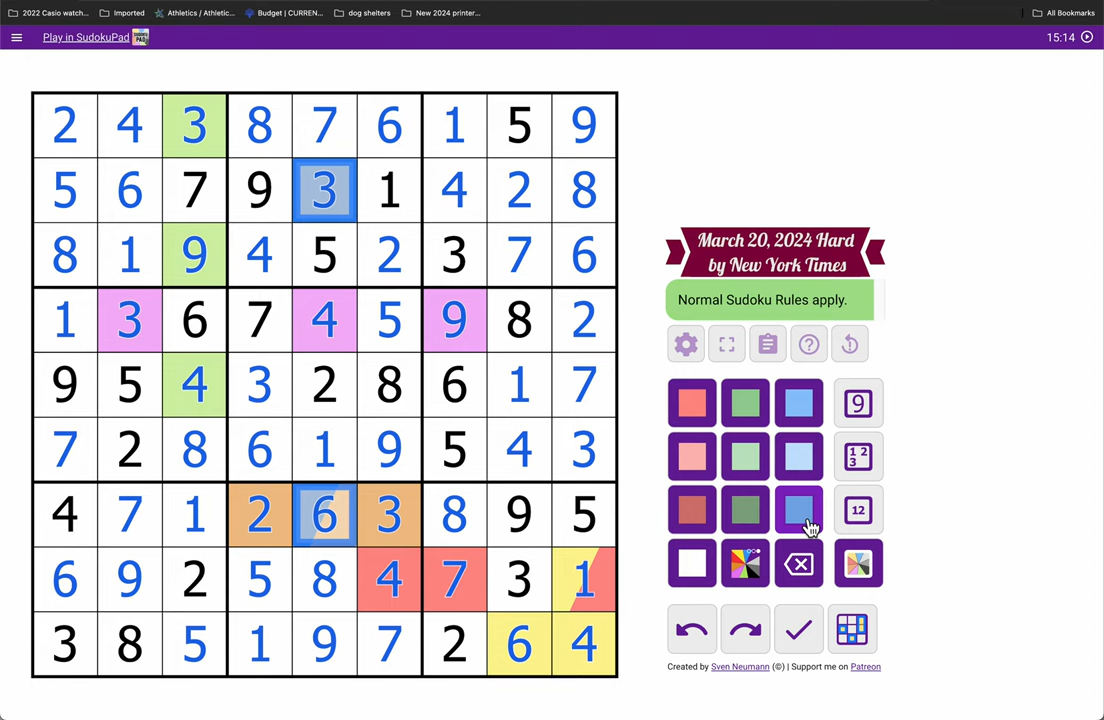 2022 Casio watch... Imported Athletics / Athletic... Budget | CURREN... dog shelters New 2024 printer... All Bookmarks
Play in SudokuPad 15:14
2 4 3 8 7 6 1 5 9
5 6 7 9 3 1 4 2 8
8 1 9 4 5 2 3 7 6
1 3 6 7 4 5 9 8 2
9 5 4 3 2 8 6 1 7
7 2 8 6 1 9 5 4 3
4 7 1 2 6 3 8 9 5
6 9 2 5 8 4 7 3 1
3 8 5 1 9 7 2 6 4
March 20, 2024 Hard
by New York Times
Normal Sudoku Rules apply.
?
9
1 2
3
12
Created by Sven Neumann (©) | Support me on Patreon